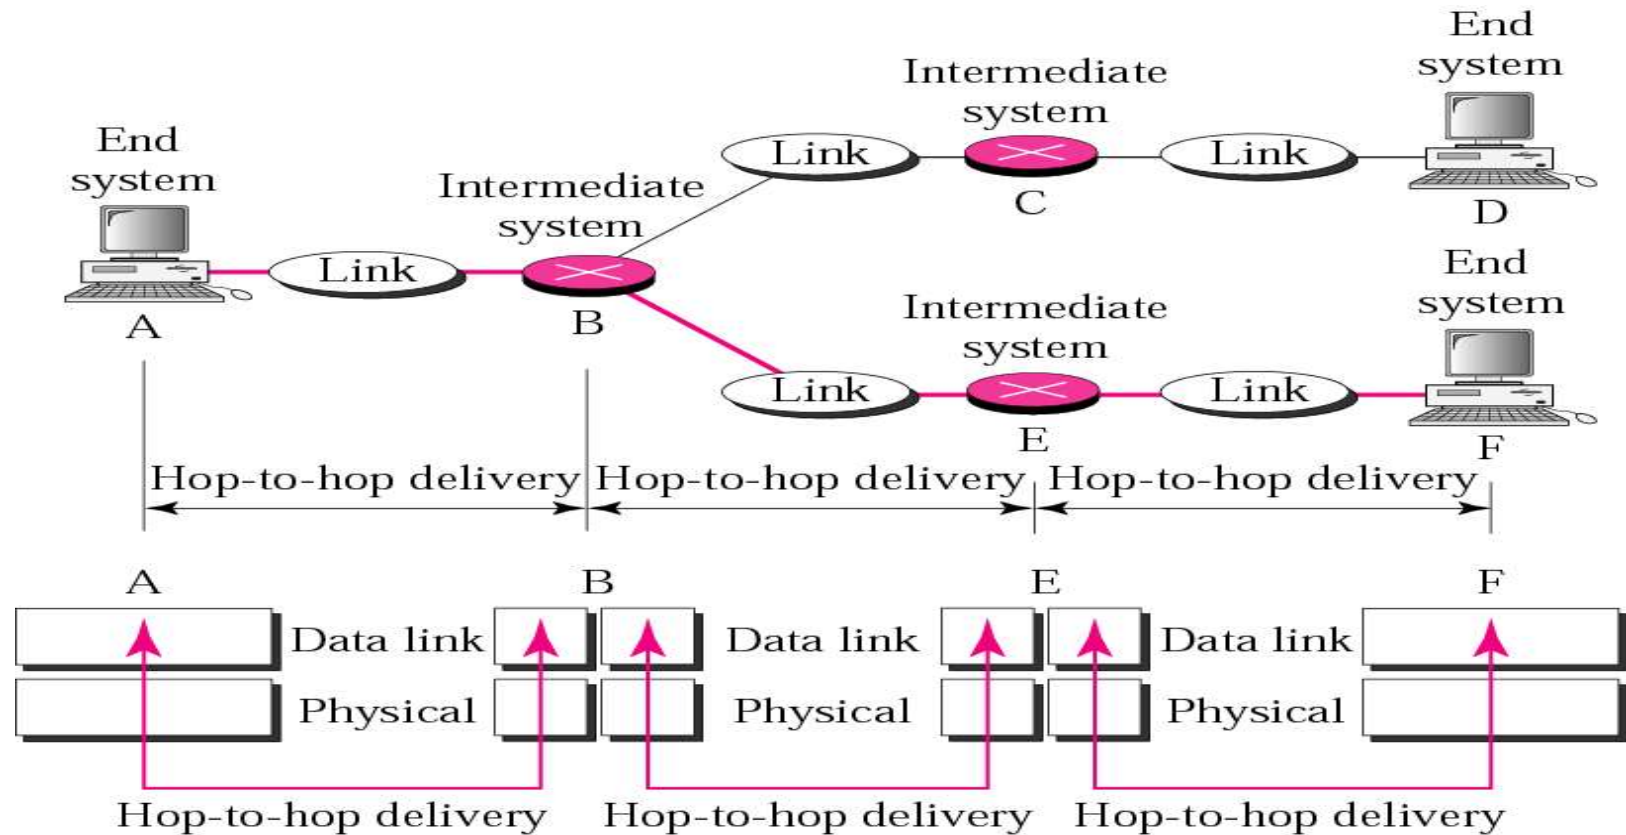 End
system
Intermediate
system
End
system
Link
C
Link
D
Intermediate
system
A
Link
B
Intermediate
system
End
system
Link
E
Link
F
Hop-to-hop delivery
Hop-to-hop delivery
Hop-to-hop delivery
A
B
E
F
Data link
Data link
Data link
Physical
Physical
Physical
Hop-to-hop delivery
Hop-to-hop delivery
Hop-to-hop delivery